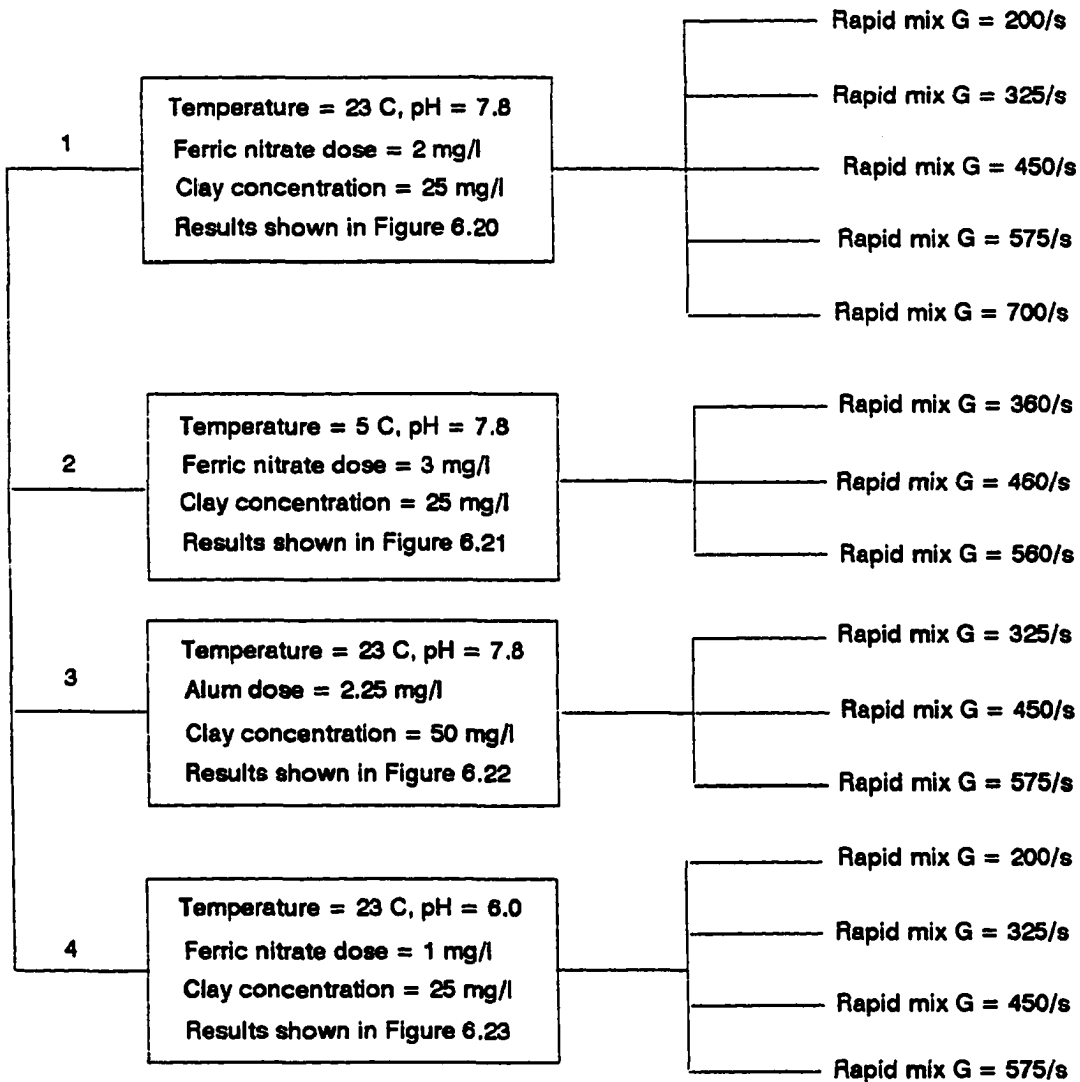 1
Temperature = 23 C, pH = 7.8
Ferric nitrate dose = 2 mg/l
Clay concentration = 25 mg/l
Results shown in Figure 6.20
Rapid mix G = 200/s
Rapid mix G = 325/s
Rapid mix G = 450/s
Rapid mix G = 575/s
Rapid mix G = 700/s
2
Temperature = 5 C, pH = 7.8
Ferric nitrate dose = 3 mg/l
Clay concentration = 25 mg/l
Results shown in Figure 6.21
Rapid mix G = 360/s
Rapid mix G = 460/s
Rapid mix G = 560/s
3
Temperature = 23 C, pH = 7.8
Alum dose = 2.25 mg/l
Clay concentration = 50 mg/l
Results shown in Figure 6.22
Rapid mix G = 325/s
Rapid mix G = 450/s
Rapid mix G = 575/s
4
Temperature = 23 C, pH = 6.0
Ferric nitrate dose = 1 mg/l
Clay concentration = 25 mg/l
Results shown in Figure 6.23
Rapid mix G = 200/s
Rapid mix G = 325/s
Rapid mix G = 450/s
Rapid mix G = 575/s